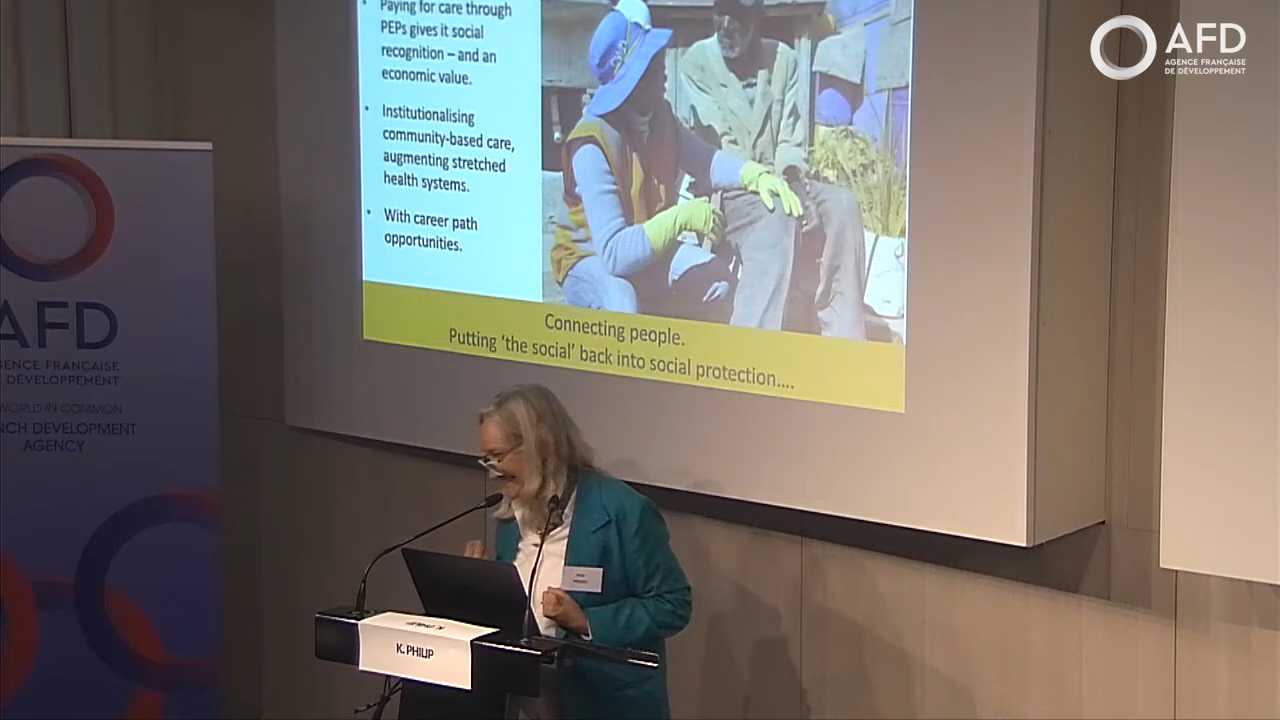 Paying for care through
PEPs gives it social
recognition – and an
economic value.
Institutionalising
community-based care,
augmenting stretched
health systems.
With career path
opportunities.
Connecting people.
Putting 'the social' back into social protection....
AFD
AGENCE FRANÇAISE
DE DÉVELOPPEMENT
AFD
GENCE FRANÇAISE
DÉVELOPPEMENT
WORLD IN COMMON
NCH DEVELOPMENT
AGENCY
K. PHILIP
K. PHILIP